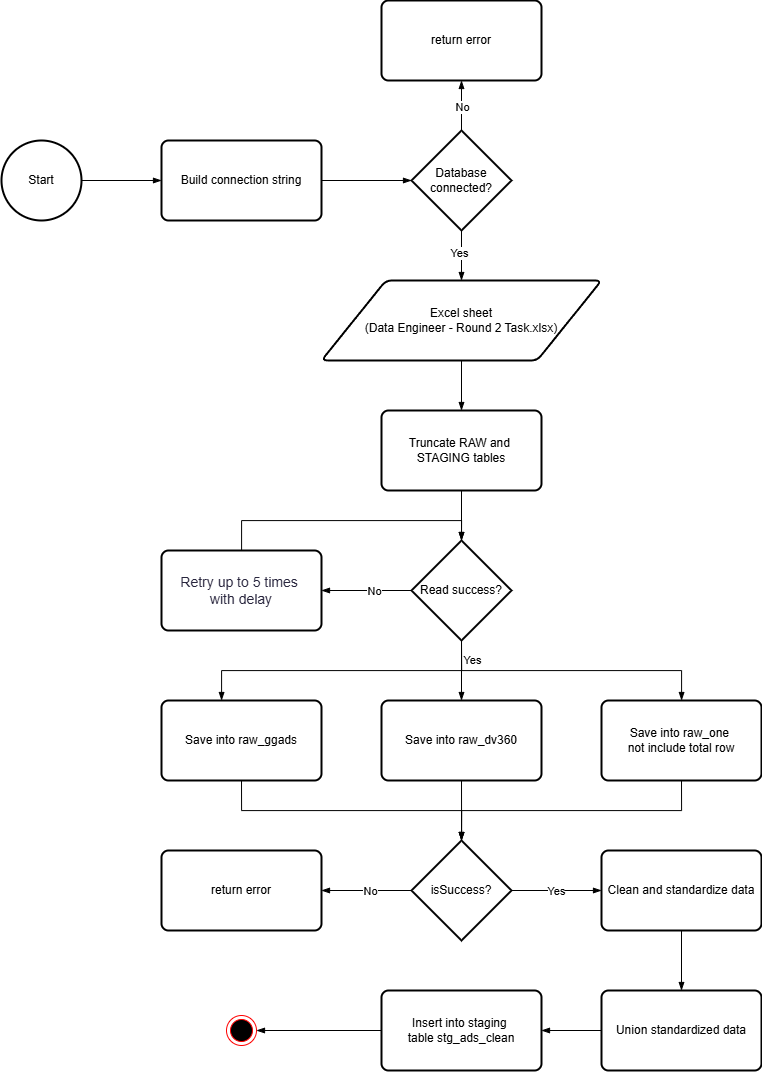 return error
No
Start
Build connection string
Database
connected?
Yes
Excel sheet
(Data Engineer - Round 2 Task.xlsx)
Truncate RAW and
STAGING tables
Retry up to 5 times
with delay
No
Read success?
Yes
Save into raw_ggads
Save into raw_dv360
Save into raw_one
not include total row
return error
No
isSuccess?
Yes
Clean and standardize data
Insert into staging
table stg_ads_clean
Union standardized data